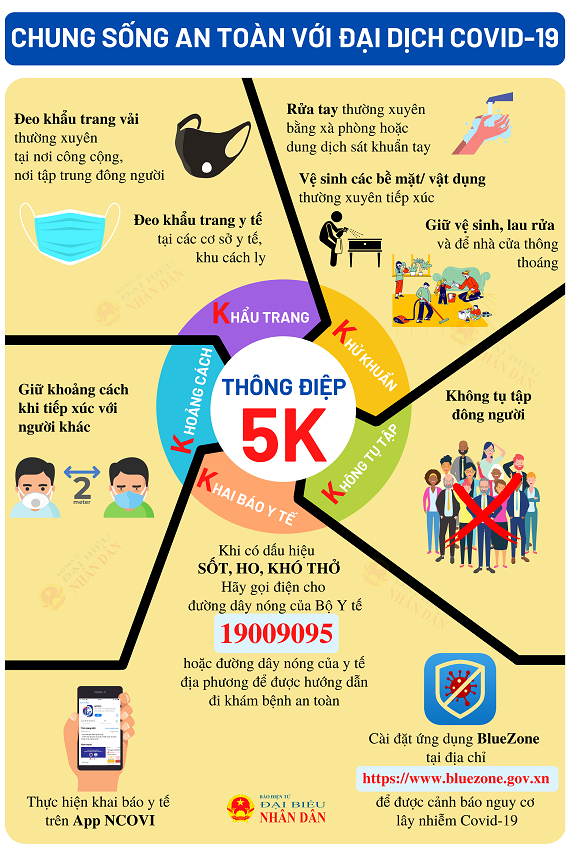 CHUNG SỐNG AN TOÀN VỚI ĐẠI DỊCH COVID-19
Đeo khẩu trang vải
thường xuyên
tại nơi công cộng,
nơi tập trung đông người
Đeo khẩu trang y tế
tại các cơ sở y tế,
khu cách ly
Rửa tay thường xuyên
bằng xà phòng hoặc
dung dịch sát khuẩn tay
Vệ sinh các bề mặt/ vật dụng
thường xuyên tiếp xúc
Giữ vệ sinh, lau rửa
và để nhà cửa thông
thoáng
KHẨU TRANG
KHỬ KHUẨN
KHOẢNG CÁCH
THÔNG ĐIỆP
5K
KHÔNG TỤ TẬP
KHAI BÁO Y TẾ
Giữ khoảng cách
khi tiếp xúc với
người khác
2
meter
Không tụ tập
đông người
Khi có dấu hiệu
SỐT, HO, KHÓ THỞ
Hãy gọi điện cho
đường dây nóng của Bộ Y tế
19009095
hoặc đường dây nóng của y tế
địa phương để được hướng dẫn
đi khám bệnh an toàn
Thực hiện khai báo y tế
trên App NCOVI
BÁO ĐIỆN TỬ
ĐẠI BIỂU
NHÂN DÂN
Cài đặt ứng dụng BlueZone
tại địa chỉ
https://www.bluezone.gov.xn
để được cảnh báo nguy cơ
lây nhiễm Covid-19